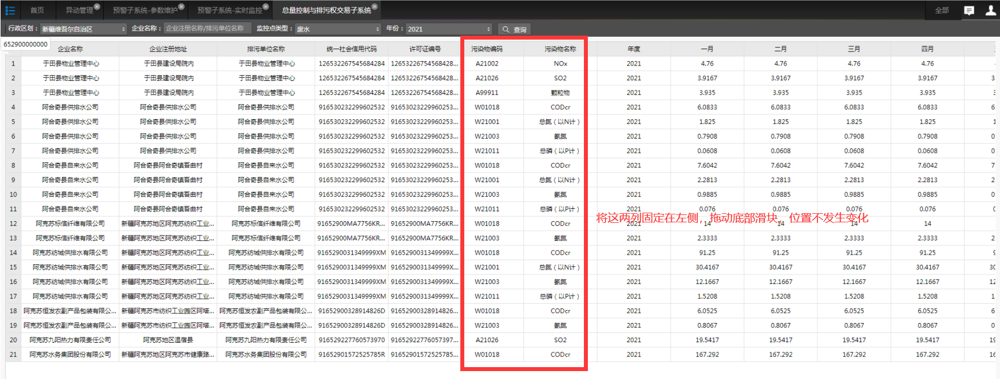 首页 异动管理 预警子系统-参数维护 预警子系统-实时监控 总量控制与排污权交易子系统 全部
行政区划： 新疆维吾尔自治区 企业名称： 企业注册名称/排污单位名称 监控点类型： 废水 年份： 2021 查询
652900000000
企业名称 企业注册地址 排污单位名称 统一社会信用代码 许可证编号 污染物编码 污染物名称 年度 一月 二月 三月 四月
1 于田县物业管理中心 于田县建设局院内 于田县物业管理中心 126532267545684284 12653226754568428... A21002 NOx 2021 4.76 4.76 4.76 4.76
2 于田县物业管理中心 于田县建设局院内 于田县物业管理中心 126532267545684284 12653226754568428... A21026 SO2 2021 3.9167 3.9167 3.9167 3.9167 3.
3 于田县物业管理中心 于田县建设局院内 于田县物业管理中心 126532267545684284 12653226754568428... A99911 颗粒物 2021 3.935 3.935 3.935 3.935 3
4 阿合奇县供排水公司 阿合奇县供排水公司 阿合奇县供排水公司 916530232299602532 91653023229960253... W01018 CODcr 2021 6.0833 6.0833 6.0833 6.0833 6
5 阿合奇县供排水公司 阿合奇县供排水公司 阿合奇县供排水公司 916530232299602532 91653023229960253... W21001 总氮（以N计） 2021 1.825 1.825 1.825 1.825 1
6 阿合奇县供排水公司 阿合奇县供排水公司 阿合奇县供排水公司 916530232299602532 91653023229960253... W21003 氨氮 2021 0.7908 0.7908 0.7908 0.7908 0
7 阿合奇县供排水公司 阿合奇县供排水公司 阿合奇县供排水公司 916530232299602532 91653023229960253... W21011 总磷（以P计） 2021 0.0608 0.0608 0.0608 0.0608 0
8 阿合奇县自来水公司 阿合奇县阿合奇镇吾曲村 阿合奇县自来水公司 916530232299602532 91653023229960253... W01018 CODcr 2021 7.6042 7.6042 7.6042 7.6042 7
9 阿合奇县自来水公司 阿合奇县阿合奇镇吾曲村 阿合奇县自来水公司 916530232299602532 91653023229960253... W21001 总氮（以N计） 2021 2.2813 2.2813 2.2813 2.2813 2
10 阿合奇县自来水公司 阿合奇县阿合奇镇吾曲村 阿合奇县自来水公司 916530232299602532 91653023229960253... W21003 氨氮 2021 0.9885 0.9885 0.9885 0.9885 0
11 阿合奇县自来水公司 阿合奇县阿合奇镇吾曲村 阿合奇县自来水公司 916530232299602532 91653023229960253... W21011 总磷（以P计） 2021 0.076 0.076 0.076 0.076 0
将这两列固定在左侧，拖动底部滑块，位置不发生变化
12 阿克苏标信纤维有限公司 新疆阿克苏地区阿克苏纺织工业... 阿克苏标信纤维有限公司 91652900MA7756KR... 91652900MA7756KR... W01018 CODcr 2021 14 14 14 14
13 阿克苏标信纤维有限公司 新疆阿克苏地区阿克苏纺织工业... 阿克苏标信纤维有限公司 91652900MA7756KR... 91652900MA7756KR... W21003 氨氮 2021 2.3333 2.3333 2.3333 2.3333 2
14 阿克苏纺城供排水有限公司 新疆阿克苏地区阿克苏纺织工业... 阿克苏纺城供排水有限公司 9165290031349999XM 9165290031349999X... W01018 CODcr 2021 91.25 91.25 91.25 91.25 9
15 阿克苏纺城供排水有限公司 新疆阿克苏地区阿克苏纺织工业... 阿克苏纺城供排水有限公司 9165290031349999XM 9165290031349999X... W21001 总氮（以N计） 2021 30.4167 30.4167 30.4167 30.4167 30
16 阿克苏纺城供排水有限公司 新疆阿克苏地区阿克苏纺织工业... 阿克苏纺城供排水有限公司 9165290031349999XM 9165290031349999X... W21003 氨氮 2021 12.1667 12.1667 12.1667 12.1667 12
17 阿克苏纺城供排水有限公司 新疆阿克苏地区阿克苏纺织工业... 阿克苏纺城供排水有限公司 9165290031349999XM 9165290031349999X... W21011 总磷（以P计） 2021 1.5208 1.5208 1.5208 1.5208 1
18 阿克苏恒发农副产品包装有限公... 新疆阿克苏市纺织工业园区阿塔... 阿克苏恒发农副产品包装有限公... 91652900328914826D 91652900328914826... W01018 CODcr 2021 6.0525 6.0525 6.0525 6.0525 6
19 阿克苏恒发农副产品包装有限公... 新疆阿克苏市纺织工业园区阿塔... 阿克苏恒发农副产品包装有限公... 91652900328914826D 91652900328914826... W21003 氨氮 2021 0.8067 0.8067 0.8067 0.8067 0
20 阿克苏九阳热力有限责任公司 阿克苏地区温宿县 阿克苏九阳热力有限责任公司 916529227760573970 91652922776057397... A21026 SO2 2021 19.5417 19.5417 19.5417 19.5417 19
21 阿克苏水务集团股份有限公司 新疆阿克苏地区阿克苏市健康路... 阿克苏水务集团股份有限公司 91652901572525785R 91652901572525785... W01018 CODcr 2021 167.292 167.292 167.292 167.292 16